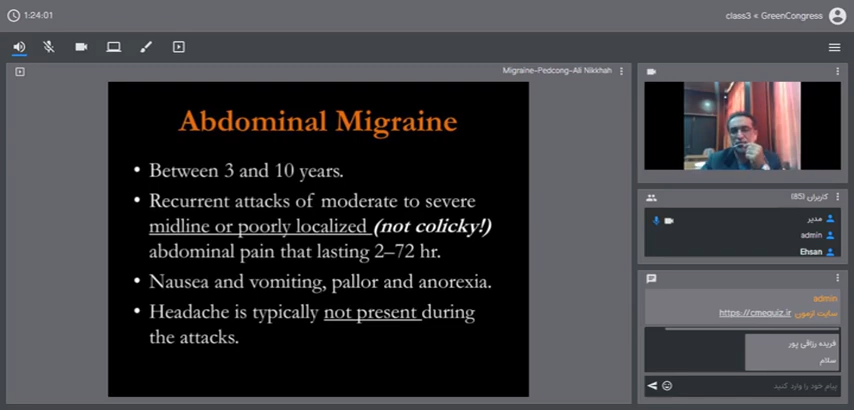 1:24:01
class3 « GreenCongress
Migraine-Pedcong-Ali Nikkhah
Abdominal Migraine
• Between 3 and 10 years.
• Recurrent attacks of moderate to severe
midline or poorly localized (not colicky!)
abdominal pain that lasting 2–72 hr.
• Nausea and vomiting, pallor and anorexia.
• Headache is typically not present during
the attacks.
کاربران (85)
مدیر
admin
Ehsan
admin
سایت ازمون https://cmequiz.ir
فریده رزاقی پور
سلام
پیام خود را وارد کنید